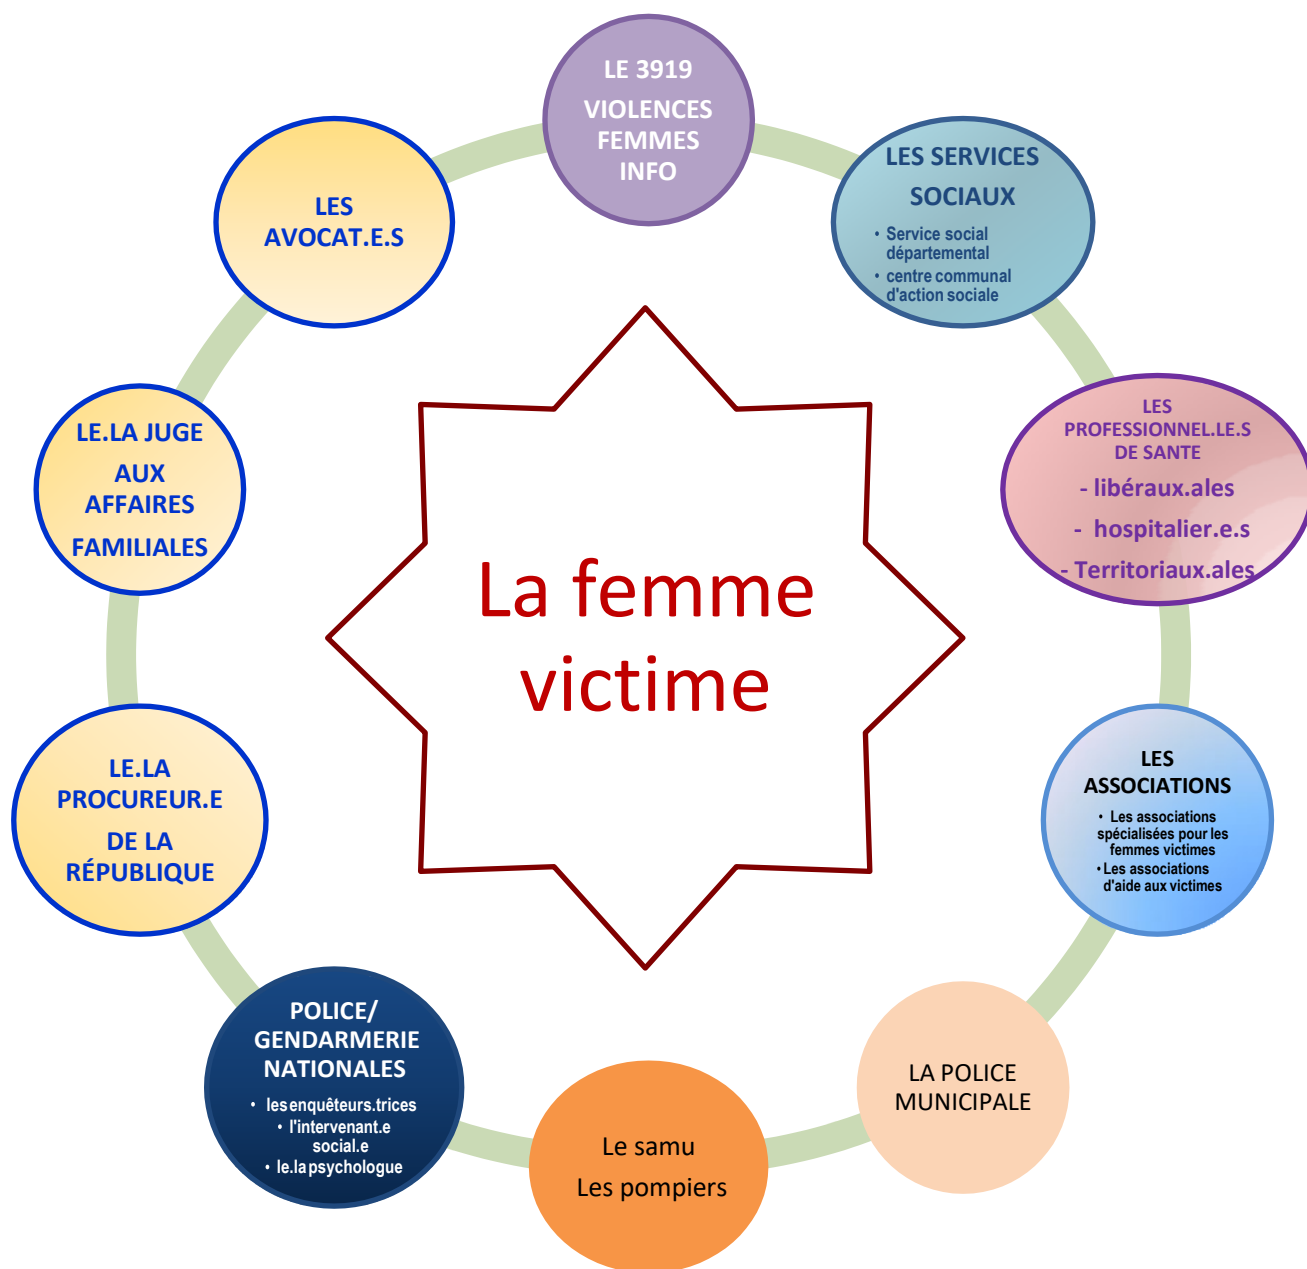 LE 3919
VIOLENCES
FEMMES
INFO
LES SERVICES
SOCIAUX
• Service social
départemental
• centre communal
d'action sociale
LES
PROFESSIONNEL.LE.S
DE SANTE
- libéraux.ales
- hospitalier.e.s
- Territoriaux.ales
LES
ASSOCIATIONS
• Les associations
spécialisées pour les
femmes victimes
• Les associations
d'aide aux victimes
LA POLICE
MUNICIPALE
Le samu
Les pompiers
POLICE/
GENDARMERIE
NATIONALES
• les enquêteurs.trices
• l'intervenant.e
social.e
• le.la psychologue
LE.LA
PROCUREUR.E
DE LA
RÉPUBLIQUE
LE.LA JUGE
AUX
AFFAIRES
FAMILIALES
LES
AVOCAT.E.S
La femme
victime